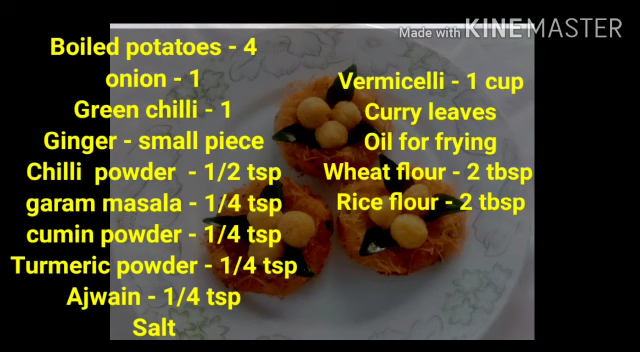 Made with KINEMASTER
Boiled potatoes - 4
onion - 1
Green chilli - 1
Ginger - small piece
Chilli powder - 1/2 tsp
garam masala - 1/4 tsp
cumin powder - 1/4 tsp
Turmeric powder - 1/4 tsp
Ajwain - 1/4 tsp
Salt
Vermicelli - 1 cup
Curry leaves
Oil for frying
Wheat flour - 2 tbsp
Rice flour - 2 tbsp